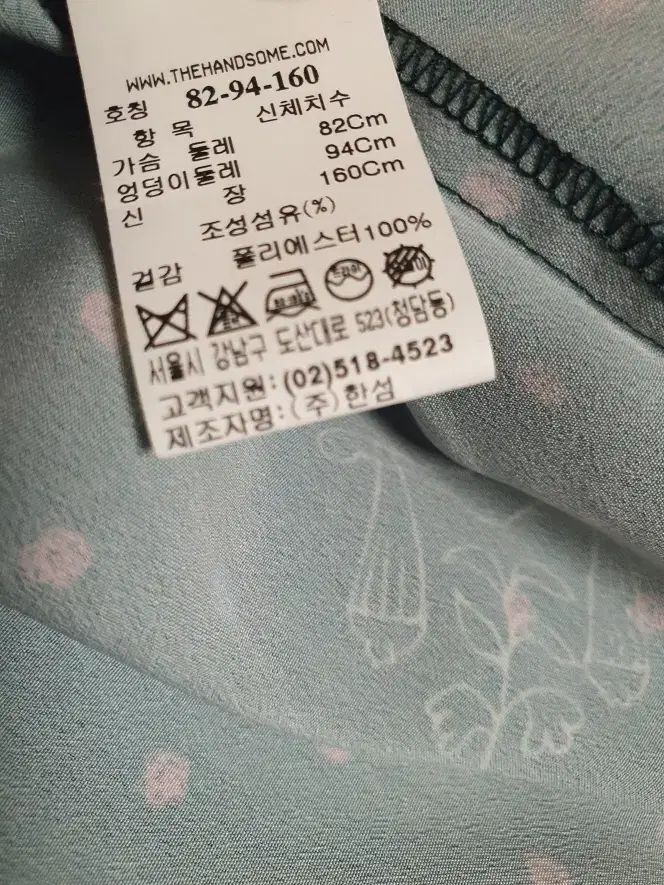 WWW.THEHANDSOME.COM
호칭 82-94-160
항 목 신체치수
가슴 둘레 82Cm
엉덩이둘레 94Cm
신 장 160Cm
조성섬유(%)
겉감 폴리에스터100%
드라이
서울시 강남구 도산대로 523(청담동)
고객지원: (02)518-4523
제조자명: (주)한섬